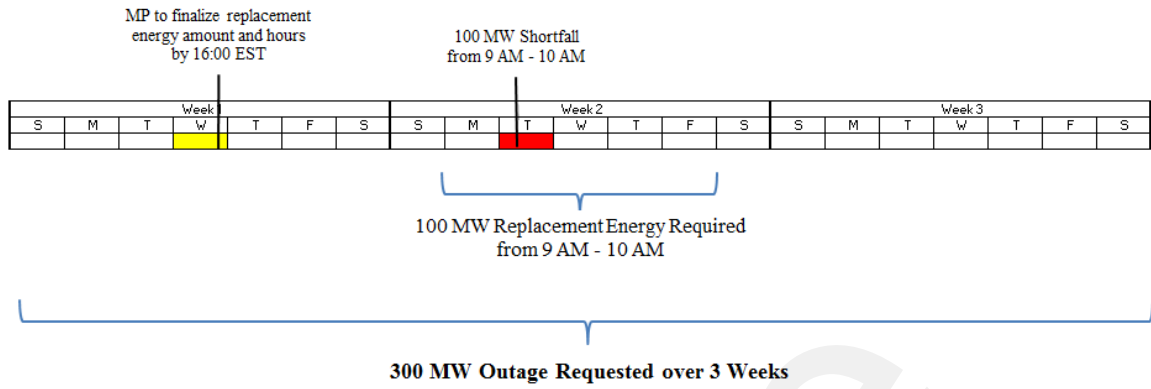 MP to finalize replacement
energy amount and hours
by 16:00 EST
100 MW Shortfall
from 9 AM - 10 AM
Week 1 Week 2 Week 3
S M T W T F S S M T W T F S S M T W T F S
100 MW Replacement Energy Required
from 9 AM - 10 AM
300 MW Outage Requested over 3 Weeks